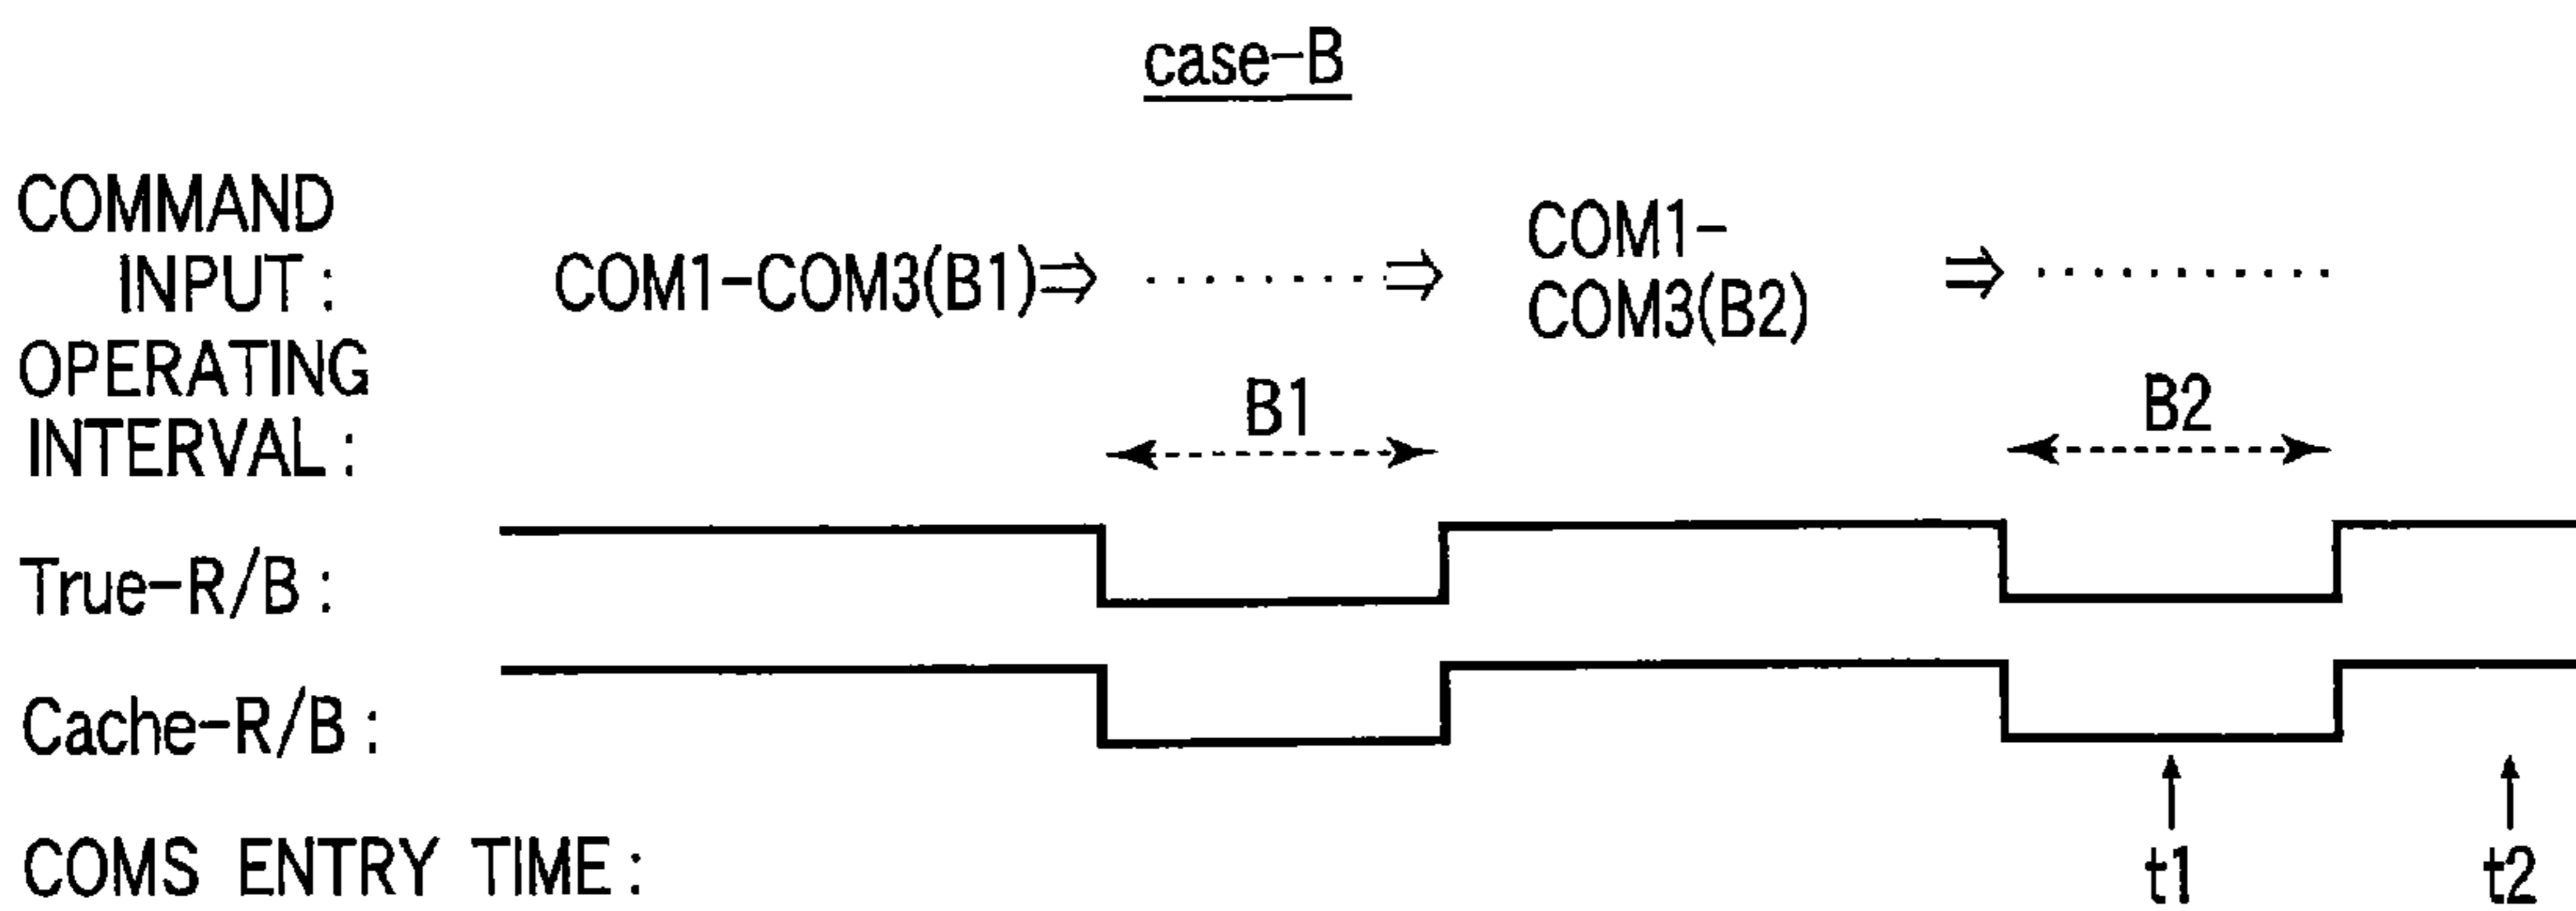 case-B
COMMAND
INPUT :
COM1-COM3(B1)⇒ ·········⇒ COM1-
COM3(B2) ⇒ ···········
OPERATING
INTERVAL :
B1
B2
True-R/B :
Cache-R/B :
COMS ENTRY TIME :
t1
t2